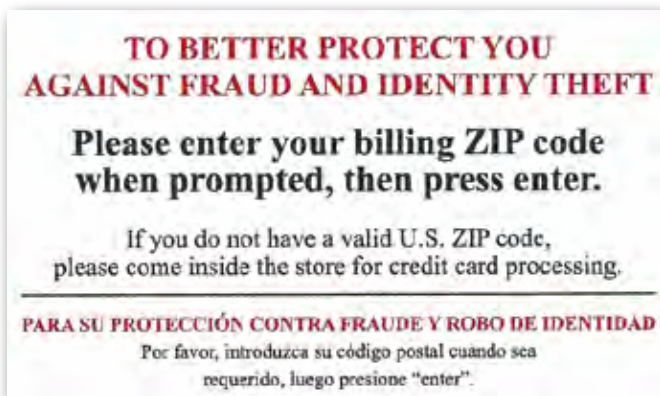 TO BETTER PROTECT YOU
AGAINST FRAUD AND IDENTITY THEFT
Please enter your billing ZIP code
when prompted, then press enter.
If you do not have a valid U.S. ZIP code,
please come inside the store for credit card processing.
PARA SU PROTECCIÓN CONTRA FRAUDE Y ROBO DE IDENTIDAD
Por favor, introduzca su código postal cuando sea
requerido, luego presione “enter”.